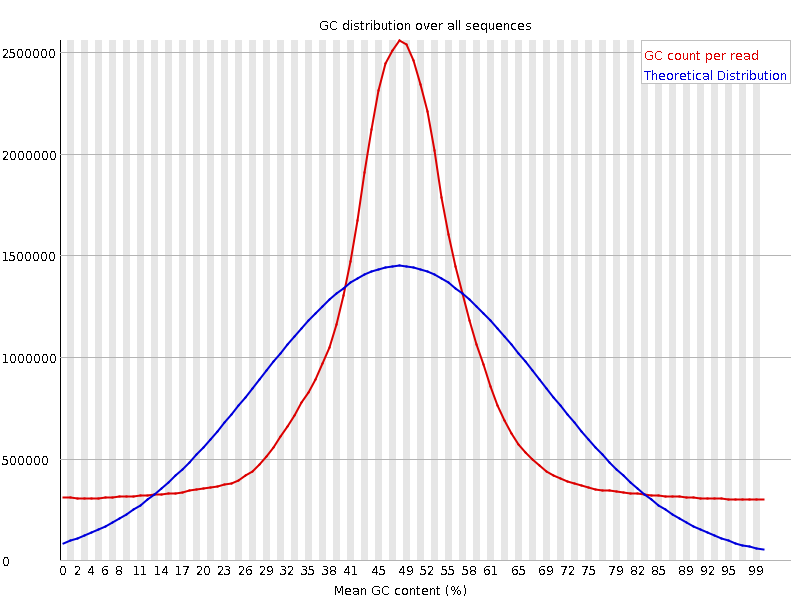 GC distribution over all sequences
GC count per read
Theoretical Distribution
2500000
2000000
1500000
1000000
500000
0
0 2 4 6 8 11 14 17 20 23 26 29 32 35 38 41 45 49 52 55 58 61 65 69 72 75 79 82 85 89 92 95 99
Mean GC content (%)